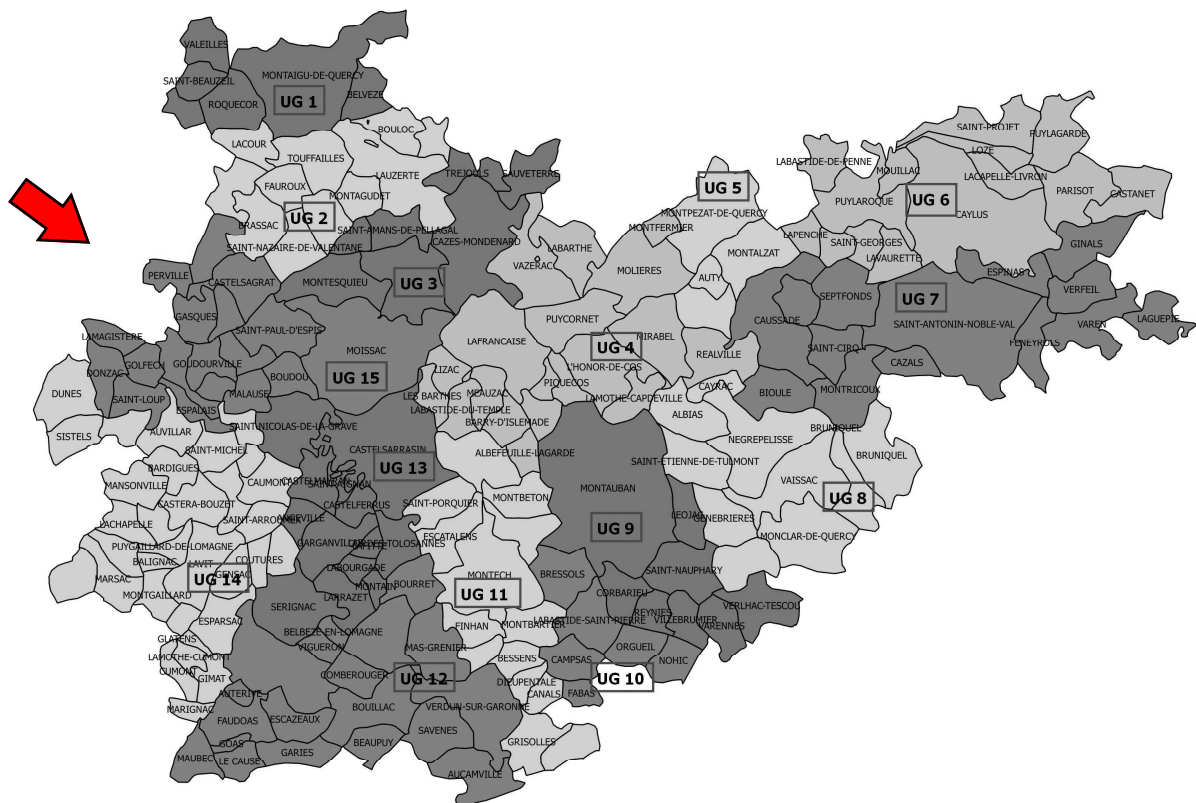 VALEILLES
SAINT-BEAUZEIL
MONTAIGU-DE-QUERCY
ROQUECOR
UG 1
BELVEZE
BOULOC
LACOUR
TOUFFAILLES
LAUZERTE
TREJOULS
SAUVETERRE
FAUROUX
MONTAGUDET
UG 2
BRASSAC
SAINT-AMANS-DE-PELLAGAL
SAINT-NAZAIRE-DE-VALENTANE
CAZES-MONDENARD
SAINT-PROJET
PUYLAGARDE
LOZE
LABASTIDE-DE-PENNE
MOUILLAC
LACAPELLE-LIVRON
PARISOT
CASTANET
UG 5
PUYLAROQUE
UG 6
CAYLUS
MONTPEZAT-DE-QUERCY
MONTFERMIER
LAPENCHE
SAINT-GEORGES
GINALS
LABARTHE
MONTALZAT
LAVAURETTE
VAZERAC
MOLIERES
AUTY
ESPINAS
PERVILLE
CASTELSAGRAT
MONTESQUIEU
UG 3
SEPTFONDS
UG 7
VERFEIL
GASQUES
PUYCORNET
CAUSSADE
SAINT-ANTONIN-NOBLE-VAL
VAREN
LAGUEPIE
LAMAGISTERE
SAINT-PAUL-D'ESPIS
MIRABEL
LAFRANCAISE
UG 4
FENEYROLS
MOISSAC
REALVILLE
SAINT-CIRQ
GOLFECH
GOUDOURVILLE
L'HONOR-DE-COS
CAZALS
DONZAC
LIZAC
UG 15
BOUDOU
PIQUECOS
CAYRAC
MONTRICOUX
DUNES
SAINT-LOUP
MALAUSE
LES BARTHES
MEAUZAC
LAMOTHE-CAPDEVILLE
BIOULE
ESPALAIS
LABASTIDE-DU-TEMPLE
ALBIAS
BARRY-D'ISLEMADE
SAINT-NICOLAS-DE-LA-GRAVE
BRUNIQUEL
SISTELS
AUVILLAR
NEGREPELISSE
SAINT-MICHEL
CASTELSARRASIN
ALBEFEUILLE-LAGARDE
BRUNIQUEL
BARDIGUES
UG 13
SAINT-ETIENNE-DE-TULMONT
MANSONVILLE
CAUMONT
CASTELMAYRAN
SAINT-AIGNAN
VAISSAC
MONTAUBAN
MONTBETON
UG 8
CASTERA-BOUZET
CASTELFERRUS
SAINT-PORQUIER
LACHAPELLE
SAINT-ARROUMEX
ANGEVILLE
LEOJAC
GENEBRIERES
UG 9
ESCATALENS
MONCLAR-DE-QUERCY
PUYGAILLARD-DE-LOMAGNE
GARGANVILLAR
CORDES-TOLOSANNES
LAFITTE
BALIGNAC
LAVIT
COUTURES
LABOURGADE
SAINT-NAUPHARY
GENSAC
UG 14
MARSAC
MONTECH
BRESSOLS
MONTAIN
BOURRET
MONTGAILLARD
LARRAZET
UG 11
CORBARIEU
SERIGNAC
REYNIES
VERLHAC-TESCOU
ESPARSAC
LABASTIDE-SAINT-PIERRE
VILLEBRUMIER
VARENNES
FINHAN
MONTBARTIER
BELBEZE-EN-LOMAGNE
GLATENS
VIGUERON
MAS-GRENIER
ORGUEIL
LAMOTHE-CUMONT
BESSENS
CAMPSAS
NOHIC
CUMONT
GIMAT
COMBEROUGER
UG 12
UG 10
DIEUPENTALE
AUTERIVE
CANALS
FABAS
MARIGNAC
BOUILLAC
VERDUN-SUR-GARONNE
FAUDOAS
ESCAZEAUX
SAVENES
GOAS
BEAUPUY
GRISOLLES
MAUBEC
LE CAUSE
GARIES
AUCAMVILLE